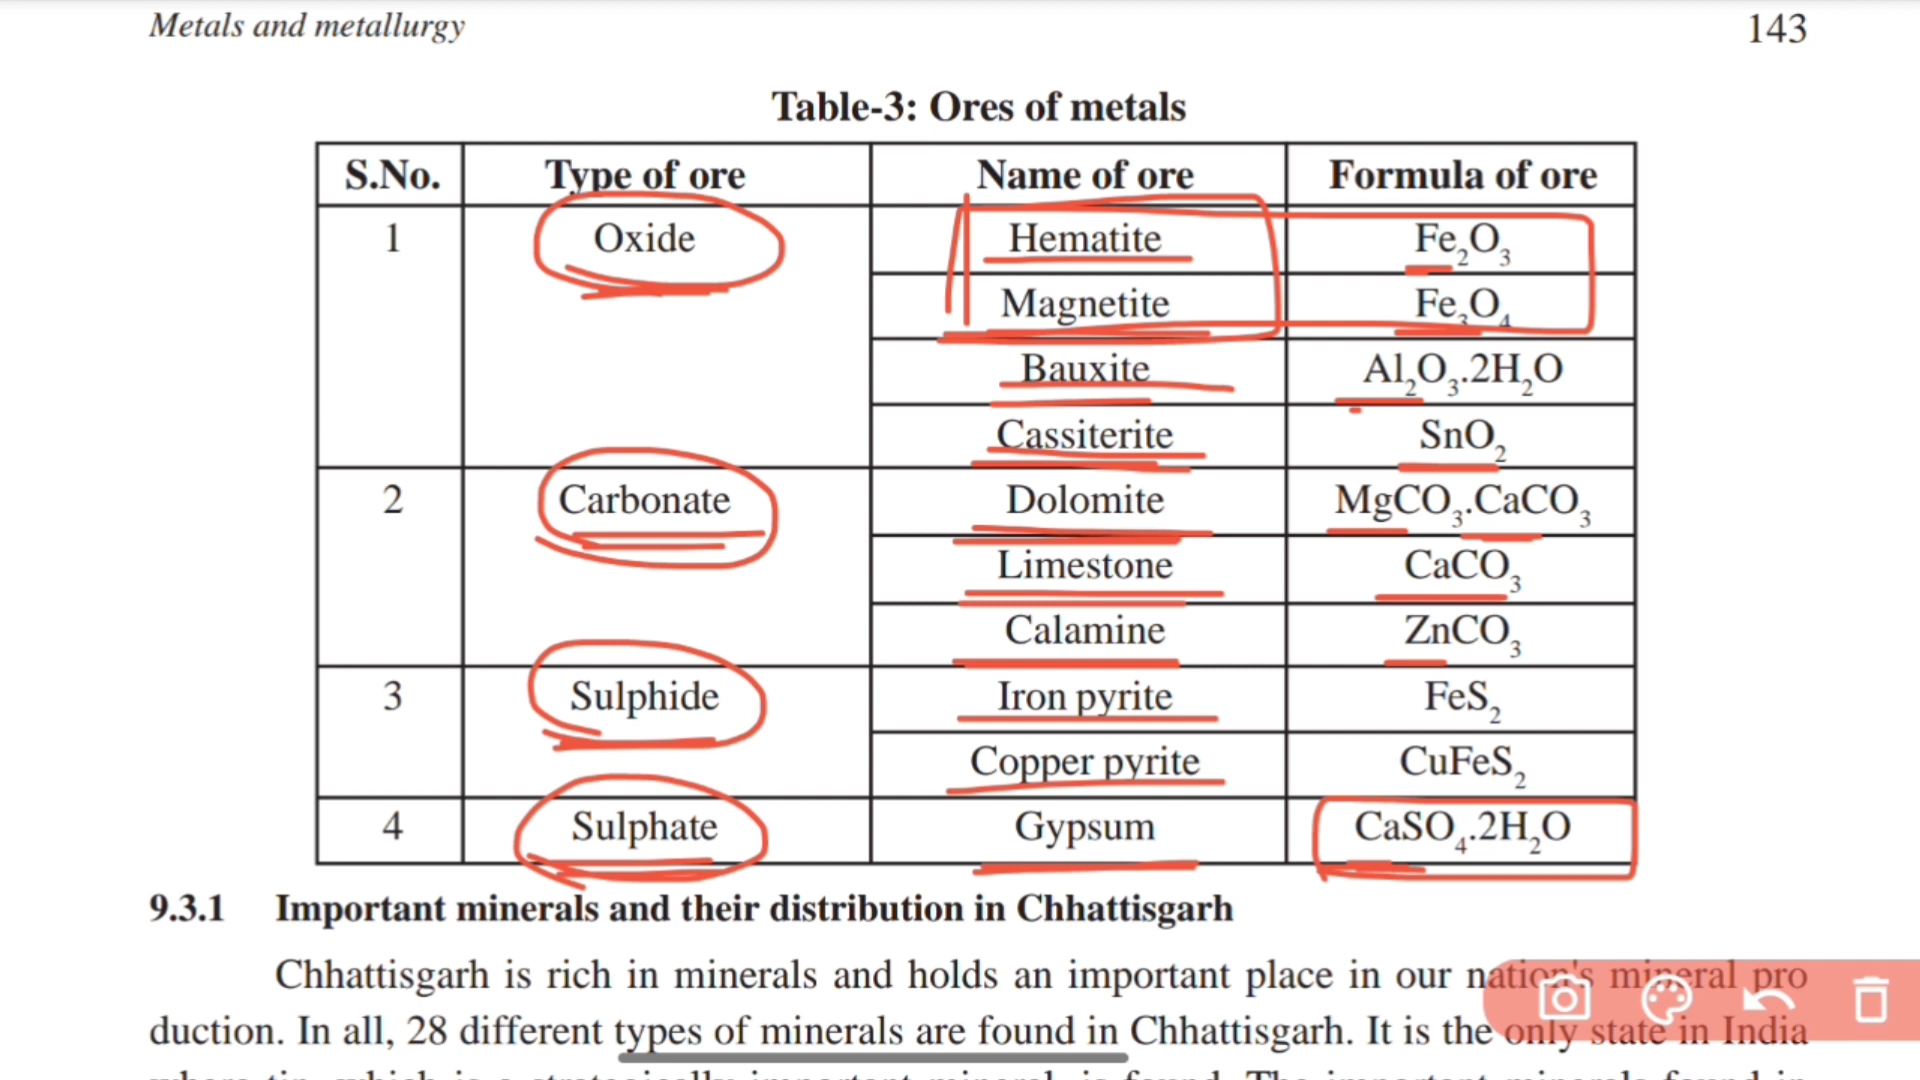 Metals and metallurgy 143
Table-3: Ores of metals
S.No. Type of ore Name of ore Formula of ore
1 Oxide Hematite Fe₂O₃
Magnetite Fe₃O₄
Bauxite Al₂O₃.2H₂O
Cassiterite SnO₂
2 Carbonate Dolomite MgCO₃.CaCO₃
Limestone CaCO₃
Calamine ZnCO₃
3 Sulphide Iron pyrite FeS₂
Copper pyrite CuFeS₂
4 Sulphate Gypsum CaSO₄.2H₂O
9.3.1 Important minerals and their distribution in Chhattisgarh
Chhattisgarh is rich in minerals and holds an important place in our nation's mineral pro
duction. In all, 28 different types of minerals are found in Chhattisgarh. It is the only state in India